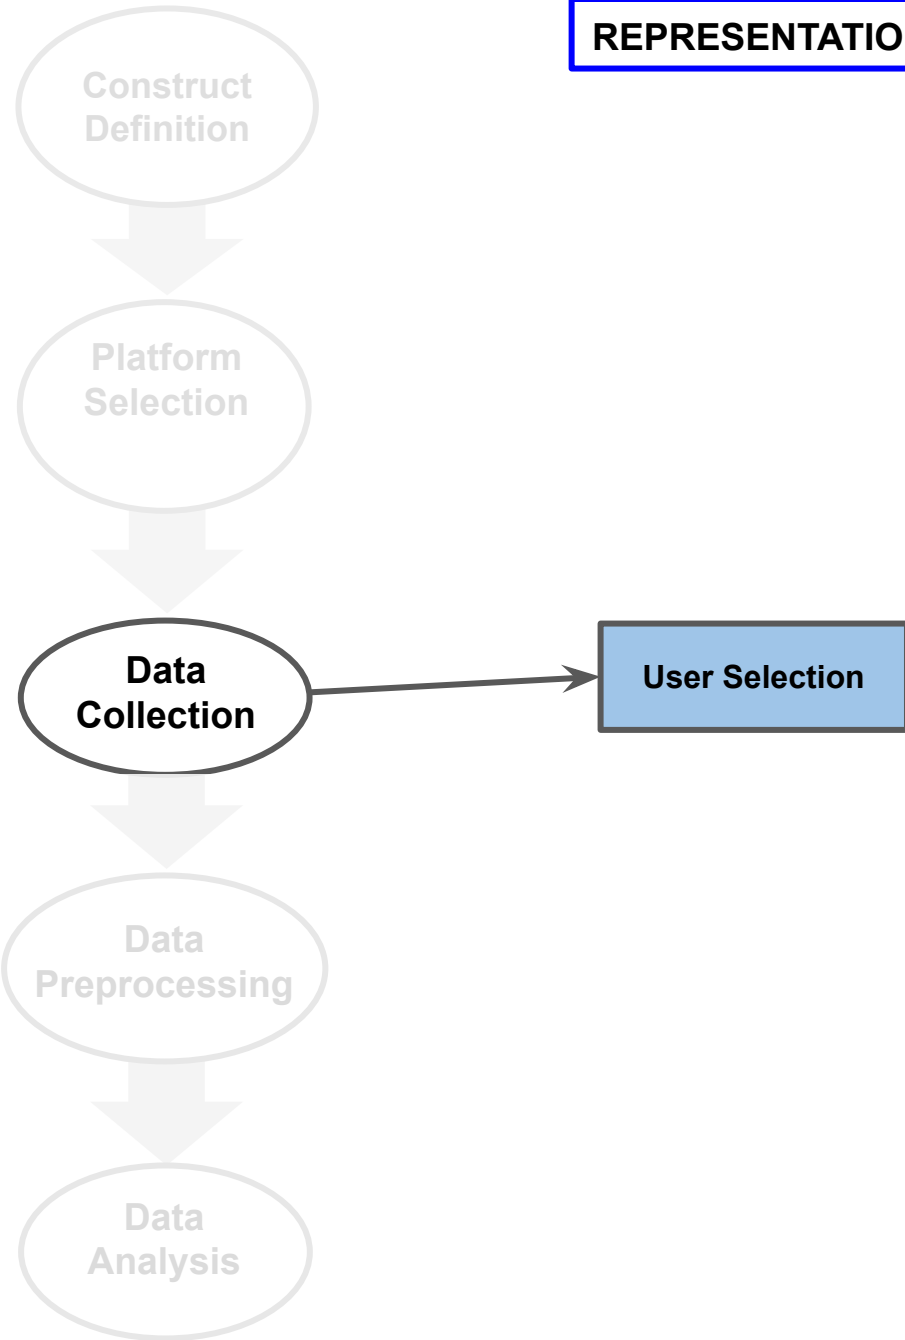 REPRESENTATIO
Construct
Definition
Platform
Selection
Data
Collection
User Selection
Data
Preprocessing
Data
Analysis